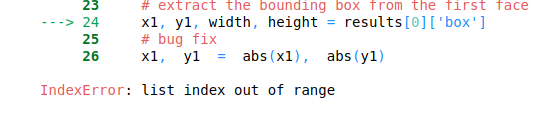 23 # extract the bounding box from the first face
---> 24 x1, y1, width, height = results[0]['box']
25 # bug fix
26 x1, y1 = abs(x1), abs(y1)
IndexError: list index out of range